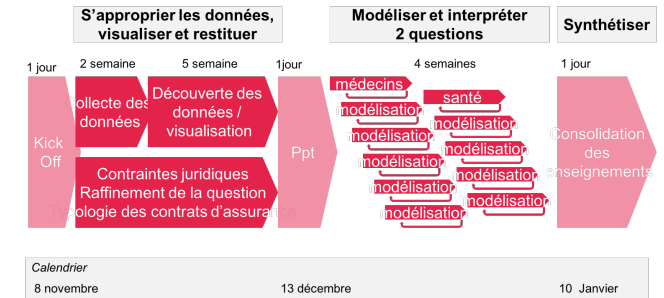 S’approprier les données,
visualiser et restituer
Modéliser et interpréter
2 questions
Synthétiser
1 jour
2 semaine
5 semaine
1jour
4 semaines
1 jour
Kick
Off
Collecte des
données
Découverte des
données /
visualisation
Contraintes juridiques
Raffinement de la question
Typologie des contrats d’assurance
Ppt
médecins
modélisation
modélisation
modélisation
modélisation
modélisation
santé
modélisation
modélisation
modélisation
modélisation
Consolidation
des
enseignements
Calendrier
8 novembre
13 décembre
10 Janvier